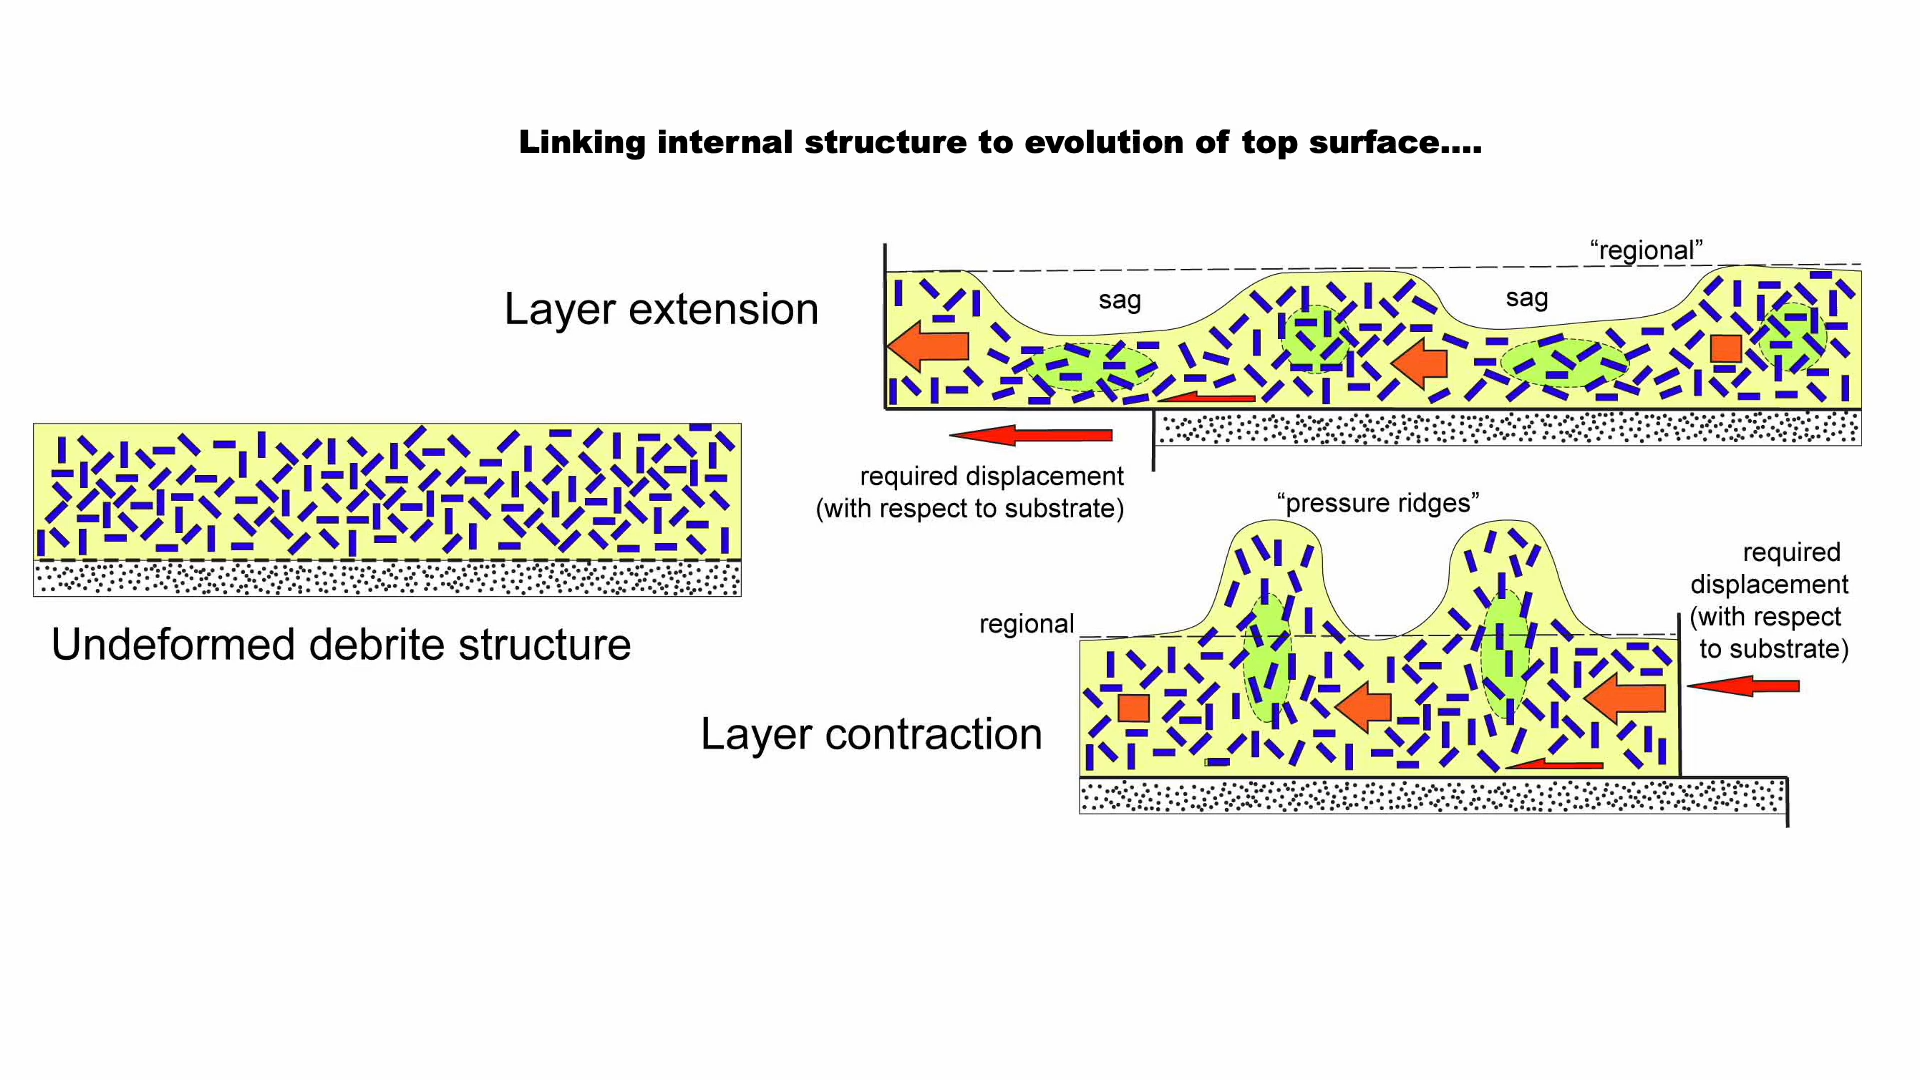 Linking internal structure to evolution of top surface....
“regional”
Layer extension
sag
sag
required displacement
(with respect to substrate)
“pressure ridges”
Undeformed debrite structure
regional
required
displacement
(with respect
to substrate)
Layer contraction